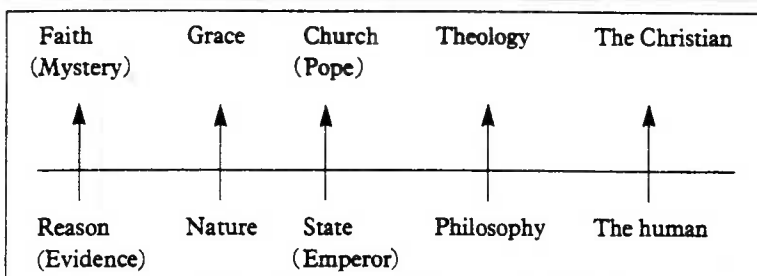 Faith Grace Church Theology The Christian
(Mystery) (Pope)
Reason Nature State Philosophy The human
(Evidence) (Emperor)